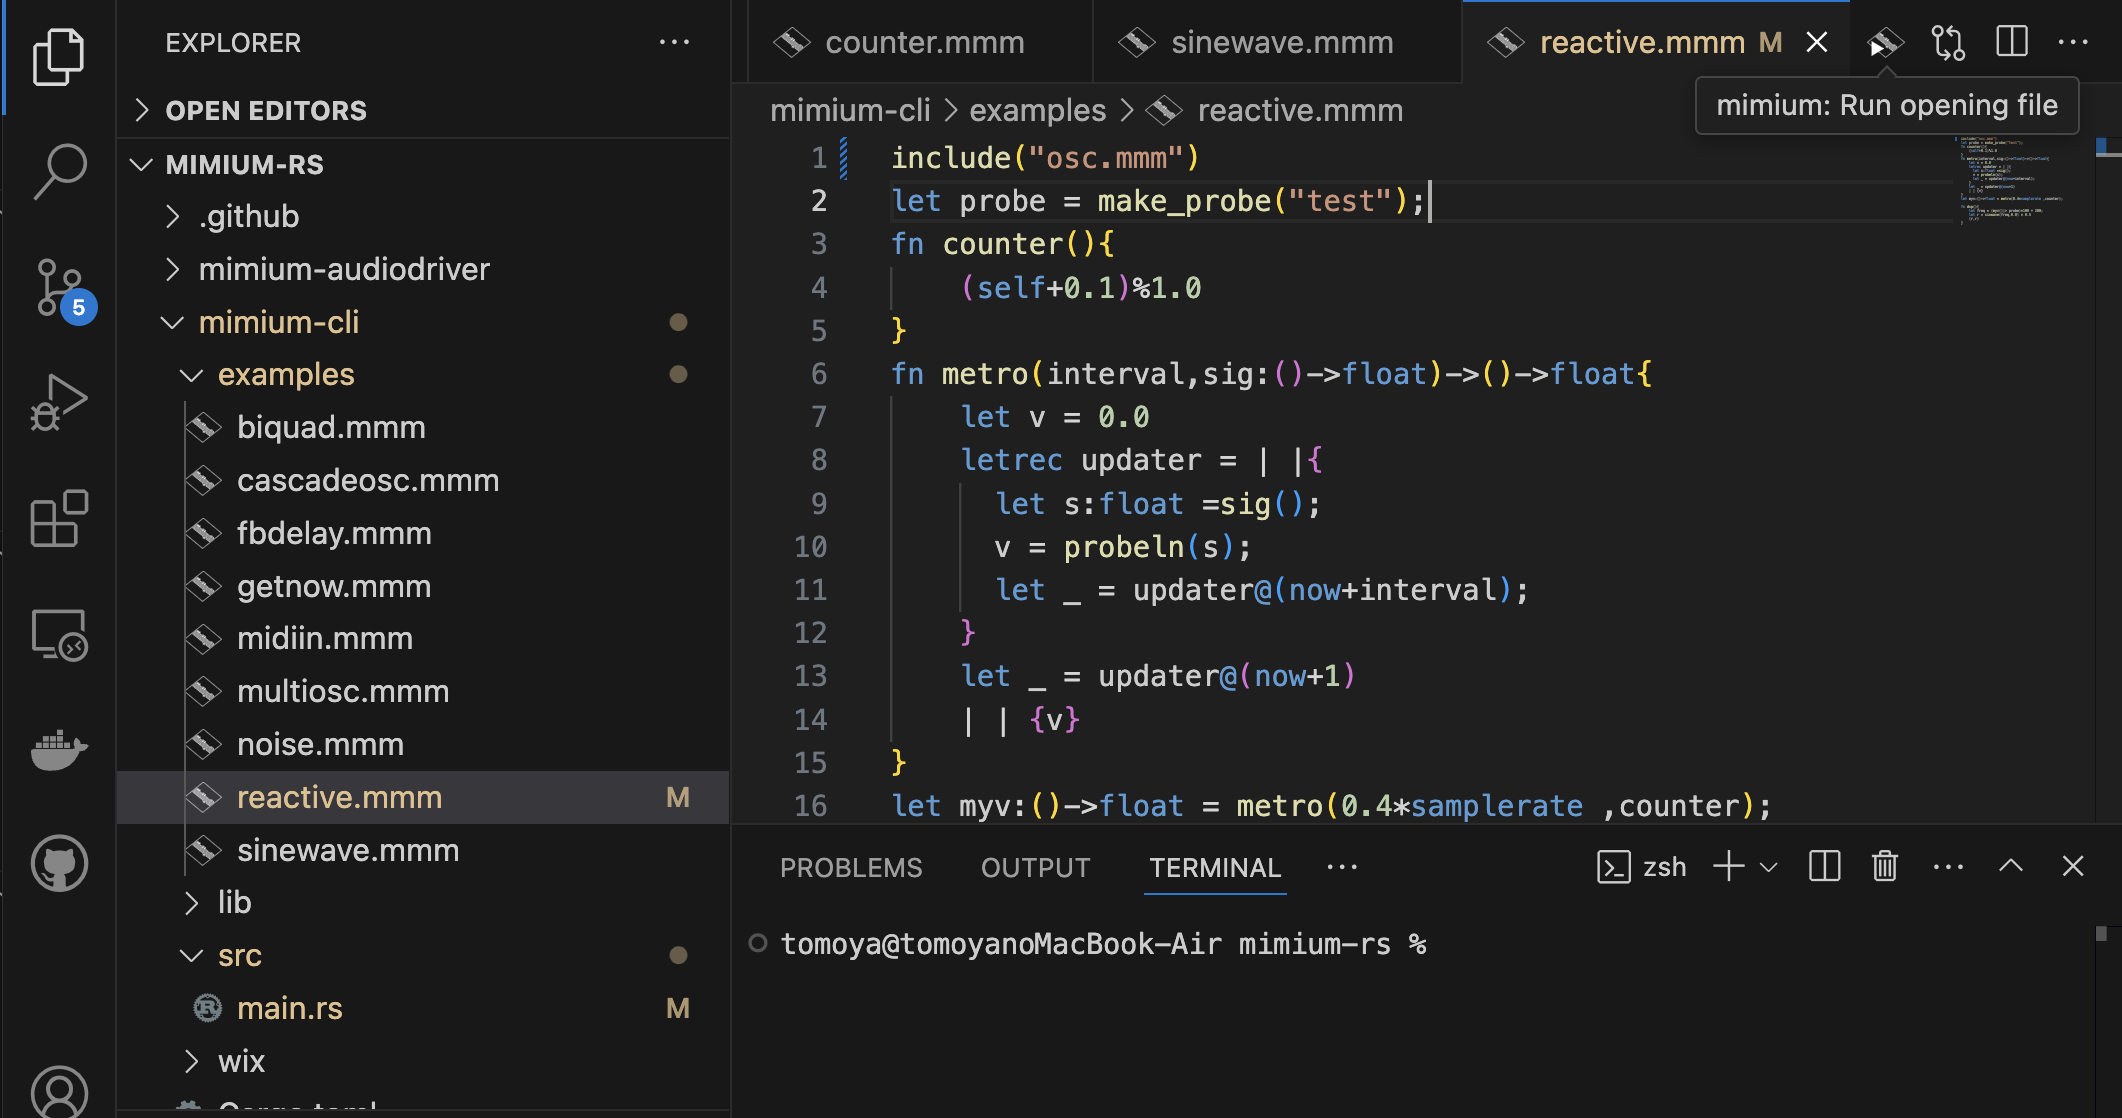 EXPLORER
OPEN EDITORS
MIMIUM-RS
.github
mimium-audiodriver
mimium-cli
examples
biquad.mmm
cascadeosc.mmm
fbdelay.mmm
getnow.mmm
midiin.mmm
multiosc.mmm
noise.mmm
reactive.mmm M
sinewave.mmm
lib
src
main.rs M
wix
Cargo.toml
5
counter.mmm
sinewave.mmm
reactive.mmm M
mimium: Run opening file
mimium-cli > examples > reactive.mmm
1 include("osc.mmm")
2 let probe = make_probe("test");
3 fn counter(){
4 (self+0.1)%1.0
5 }
6 fn metro(interval,sig:()->float)->()->float{
7 let v = 0.0
8 letrec updater = | |{
9 let s:float =sig();
10 v = probeln(s);
11 let _ = updater@(now+interval);
12 }
13 let _ = updater@(now+1)
14 | | {v}
15 }
16 let myv:()->float = metro(0.4*samplerate ,counter);
PROBLEMS OUTPUT TERMINAL ··· zsh
tomoya@tomoyanoMacBook-Air mimium-rs %